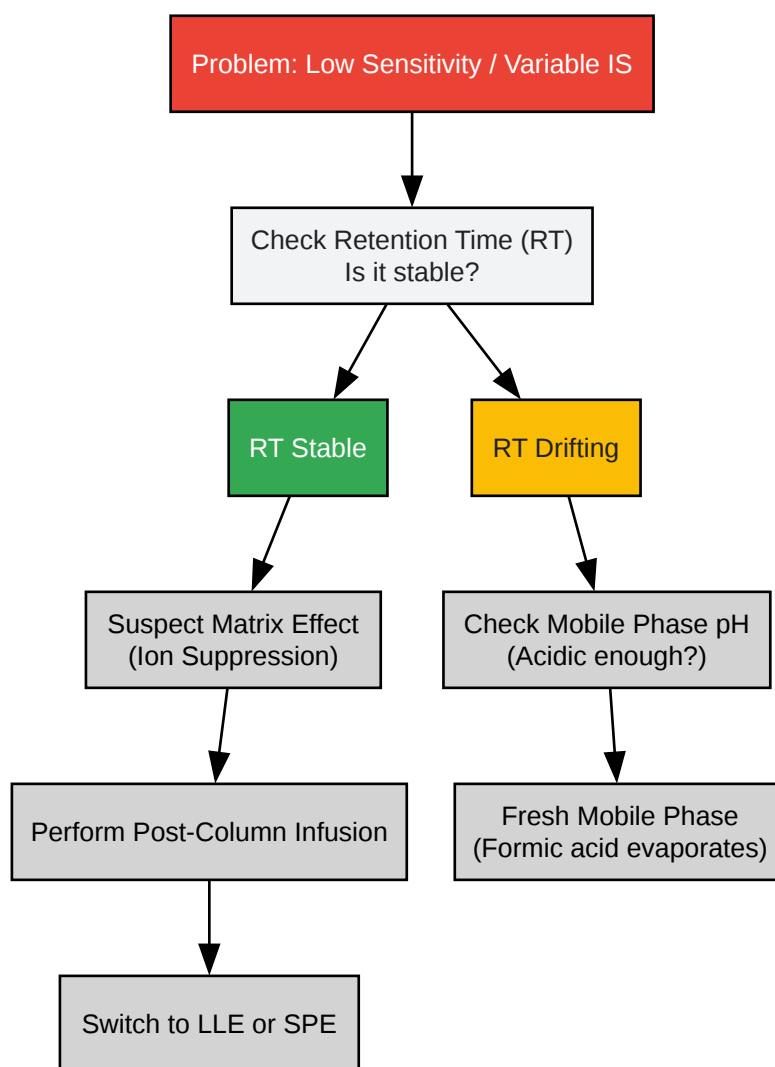 Problem: Low Sensitivity / Variable IS
Check Retention Time (RT)
Is it stable?
RT Stable
RT Drifting
Suspect Matrix Effect
(Ion Suppression)
Check Mobile Phase pH
(Acidic enough?)
Perform Post-Column Infusion
Fresh Mobile Phase
(Formic acid evaporates)
Switch to LLE or SPE